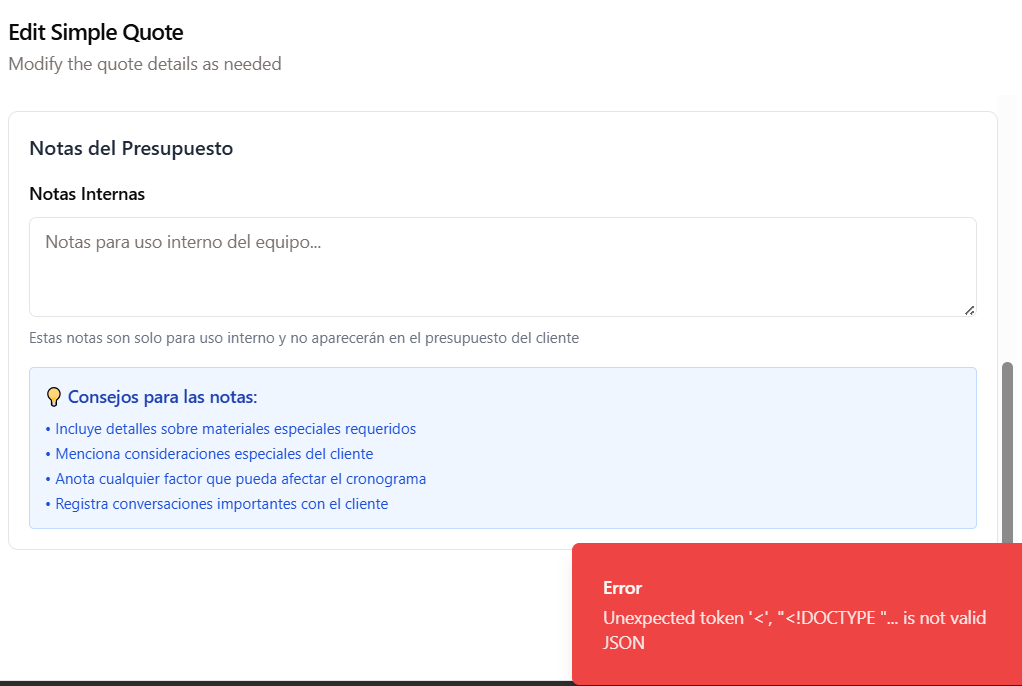 Edit Simple Quote
Modify the quote details as needed
Notas del Presupuesto
Notas Internas
Notas para uso interno del equipo...
Estas notas son solo para uso interno y no aparecerán en el presupuesto del cliente
Consejos para las notas:
• Incluye detalles sobre materiales especiales requeridos
• Menciona consideraciones especiales del cliente
• Anota cualquier factor que pueda afectar el cronograma
• Registra conversaciones importantes con el cliente
Error
Unexpected token '<', "<!DOCTYPE "... is not valid
JSON